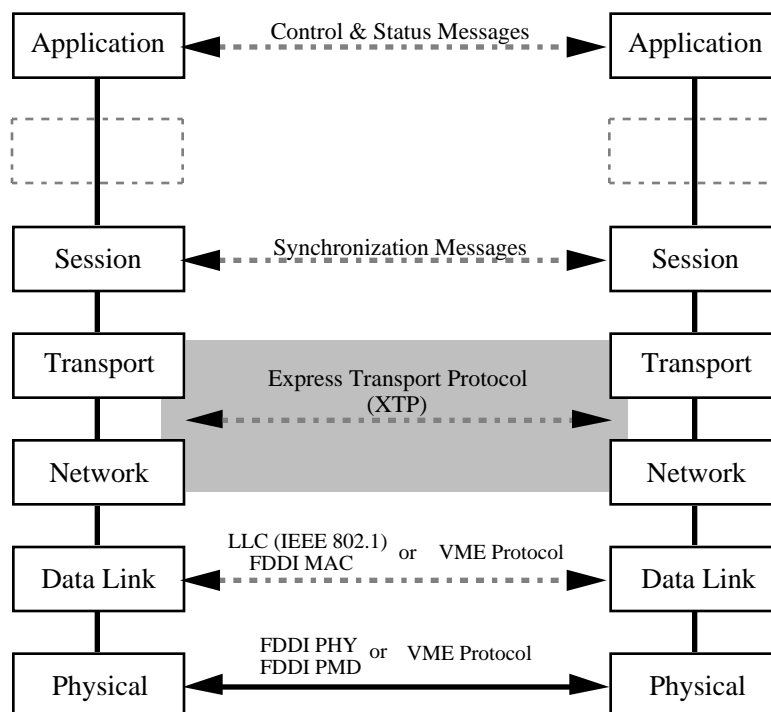 Application Control & Status Messages Application
Session Synchronization Messages Session
Transport Transport
Express Transport Protocol
(XTP)
Network Network
LLC (IEEE 802.1) or VME Protocol
FDDI MAC
Data Link Data Link
FDDI PHY or VME Protocol
FDDI PMD
Physical Physical